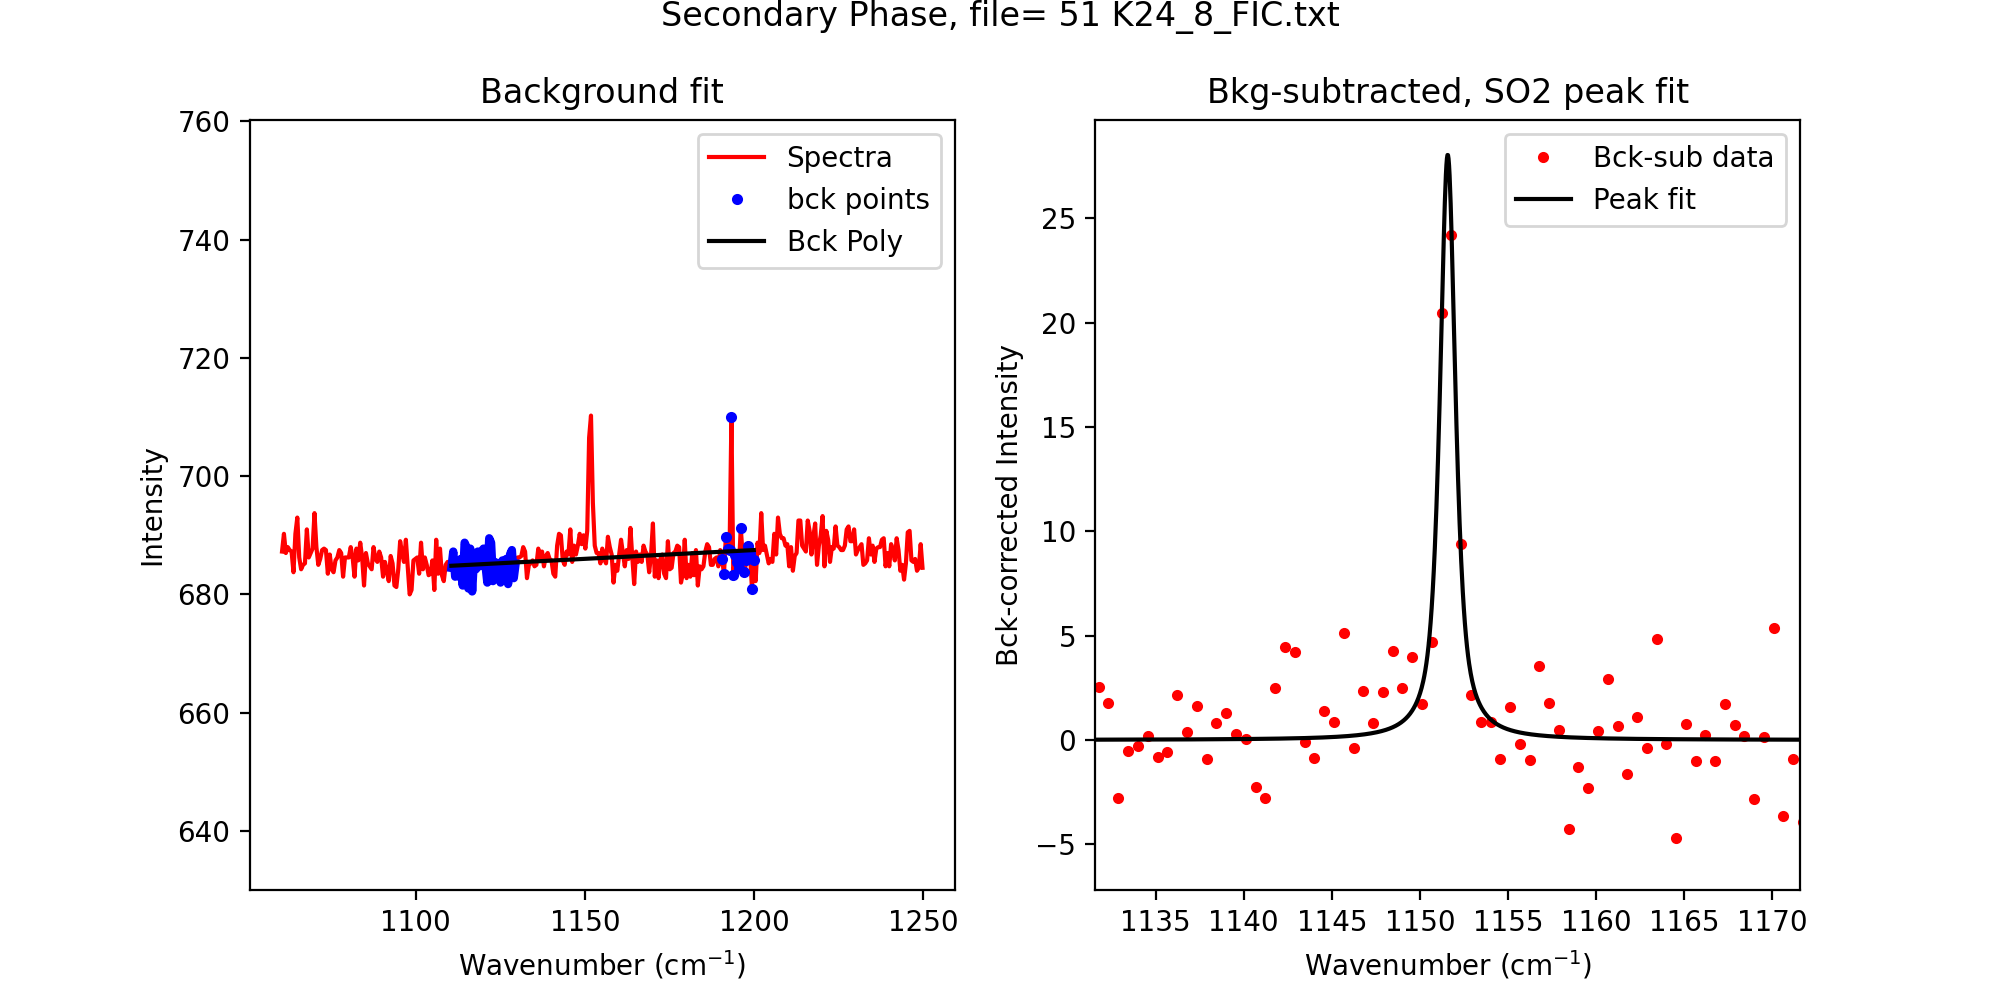 Secondary Phase, file= 51 K24_8_FIC.txt
Background fit
760
740
720
700
680
660
640
Intensity
Spectra
bck points
Bck Poly
1100 1150 1200 1250
Wavenumber (cm⁻¹)
Bkg-subtracted, SO2 peak fit
25
20
15
10
5
0
−5
Bck-corrected Intensity
Bck-sub data
Peak fit
1135 1140 1145 1150 1155 1160 1165 1170
Wavenumber (cm⁻¹)